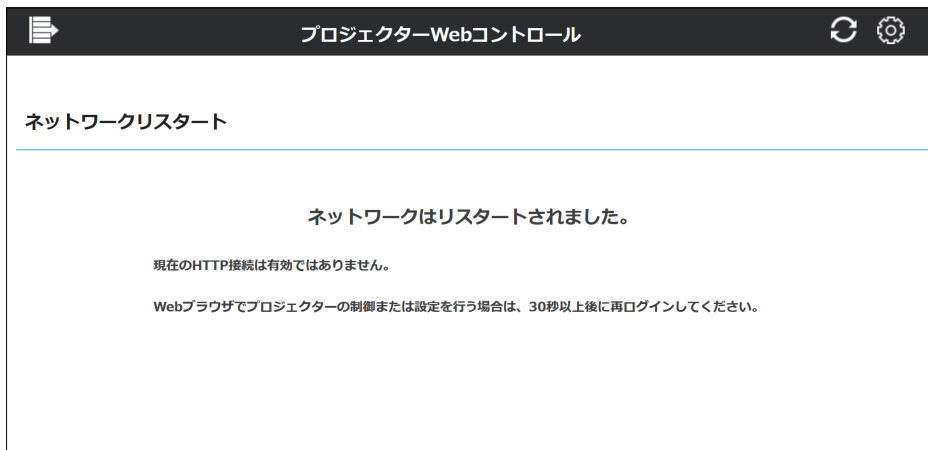 プロジェクターWebコントロール
ネットワークリスタート
ネットワークはリスタートされました。
現在のHTTP接続は有効ではありません。
Webブラウザでプロジェクターの制御または設定を行う場合は、30秒以上後に再ログインしてください。